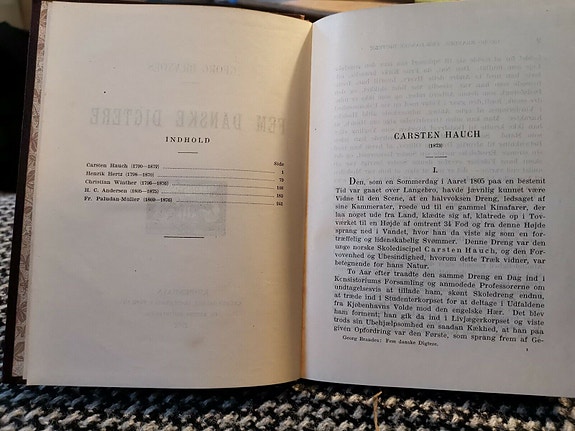 INDHOLD
Side
Carsten Hauch (1790—1872) 1
Henrik Hertz (1798—1870) 79
Christian Winther (1796—1876)
H. C. Andersen (1805—1875)
Fr. Paludan-Müller (1809—1876)
CARSTEN HAUCH
(1873)
I.
Den, som en Sommerdag i Aaret 1805 paa en bestemt
Tid var gaaet over Langebro, havde jævnlig kunnet være
Vidne til den Scene, at en halvvoksen Dreng, ledsaget af
sine Kammerater, roede ud til en gammel Kinafarer, der
laa noget nde fra Land, klædte sig af, klatrede op i Tov-
værket til en Højde af omtrent 34 Fod og fra denne Højde
sprang ned i Vandet, hvor han da viste sig som en for-
træffelig og lidenskabelig Svømmer. Denne Dreng var den
unge norske Skolediscipel Carsten Hauch, og den For-
vovenhed og Ubesindighed, hvorom dette Træk vidner, var
betegnende for hans Natur.
To Aar efter traadte den samme Dreng en Dag ind i
Konsistoriums Forsamling og anmodede Professorerne om
undtagelsesvis at tillade ham, skønt Skoledreng endnu,
at træde ind i Studenterkorpset for at deltage i Udfaldene
fra Kjøbenhavns Volde mod den engelske Hær. Det blev
ham forment; han gik da ind i Livjægerkorpset og viste
trods sin Ubehjælpsomhed en saadan Kækhed, at han paa
given Opfordring var den Første, som sprang frem af Ge-
Georg Brandes: Fem danske Digtere.
1